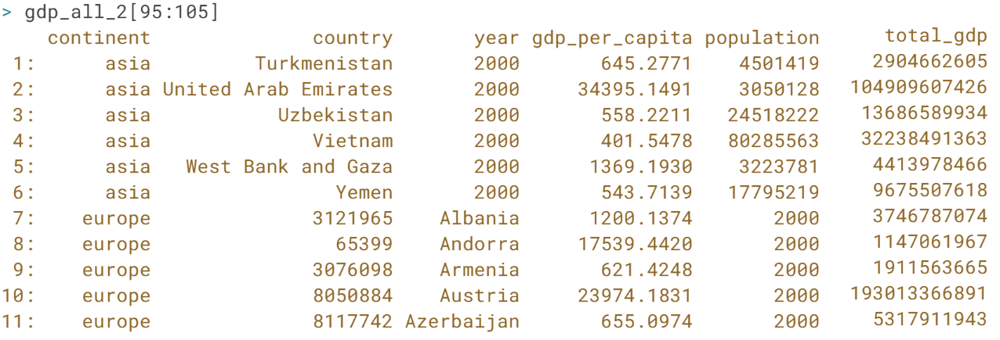 > gdp_all_2[95:105]
continent country year gdp_per_capita population total_gdp
1: asia Turkmenistan 2000 645.2771 4501419 2904662605
2: asia United Arab Emirates 2000 34395.1491 3050128 104909607426
3: asia Uzbekistan 2000 558.2211 24518222 13686589934
4: asia Vietnam 2000 401.5478 80285563 32238491363
5: asia West Bank and Gaza 2000 1369.1930 3223781 4413978466
6: asia Yemen 2000 543.7139 17795219 9675507618
7: europe 3121965 Albania 1200.1374 2000 3746787074
8: europe 65399 Andorra 17539.4420 2000 1147061967
9: europe 3076098 Armenia 621.4248 2000 1911563665
10: europe 8050884 Austria 23974.1831 2000 193013366891
11: europe 8117742 Azerbaijan 655.0974 2000 5317911943